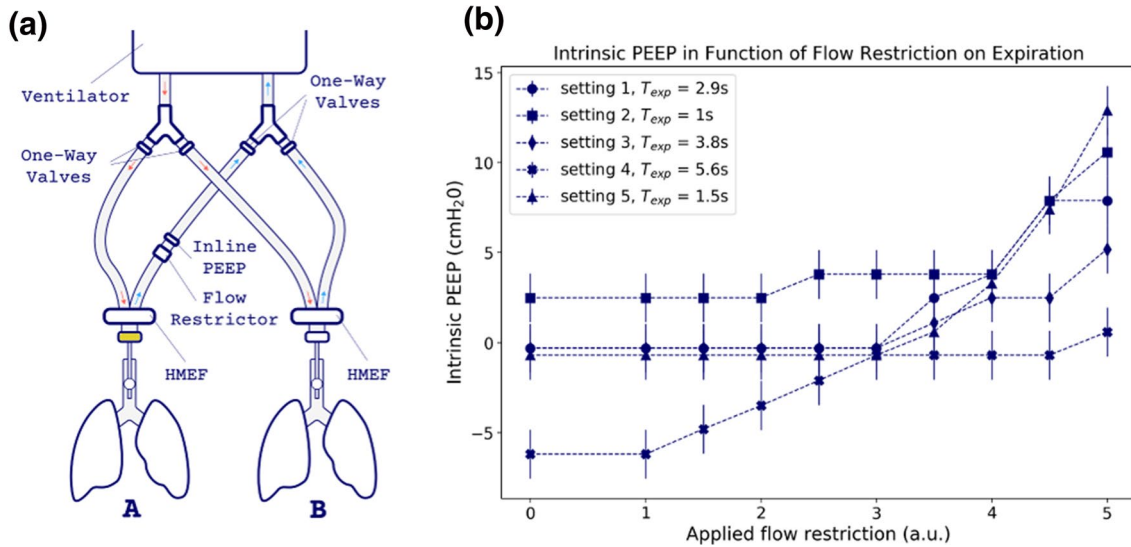 (a)
Ventilator
One-Way
Valves
One-Way
Valves
Inline
PEEP
Flow
Restrictor
HMEF
HMEF
A
B
(b)
Intrinsic PEEP in Function of Flow Restriction on Expiration
setting 1, T_exp = 2.9s
setting 2, T_exp = 1s
setting 3, T_exp = 3.8s
setting 4, T_exp = 5.6s
setting 5, T_exp = 1.5s
Intrinsic PEEP (cmH₂0)
15
10
5
0
−5
0 1 2 3 4 5
Applied flow restriction (a.u.)